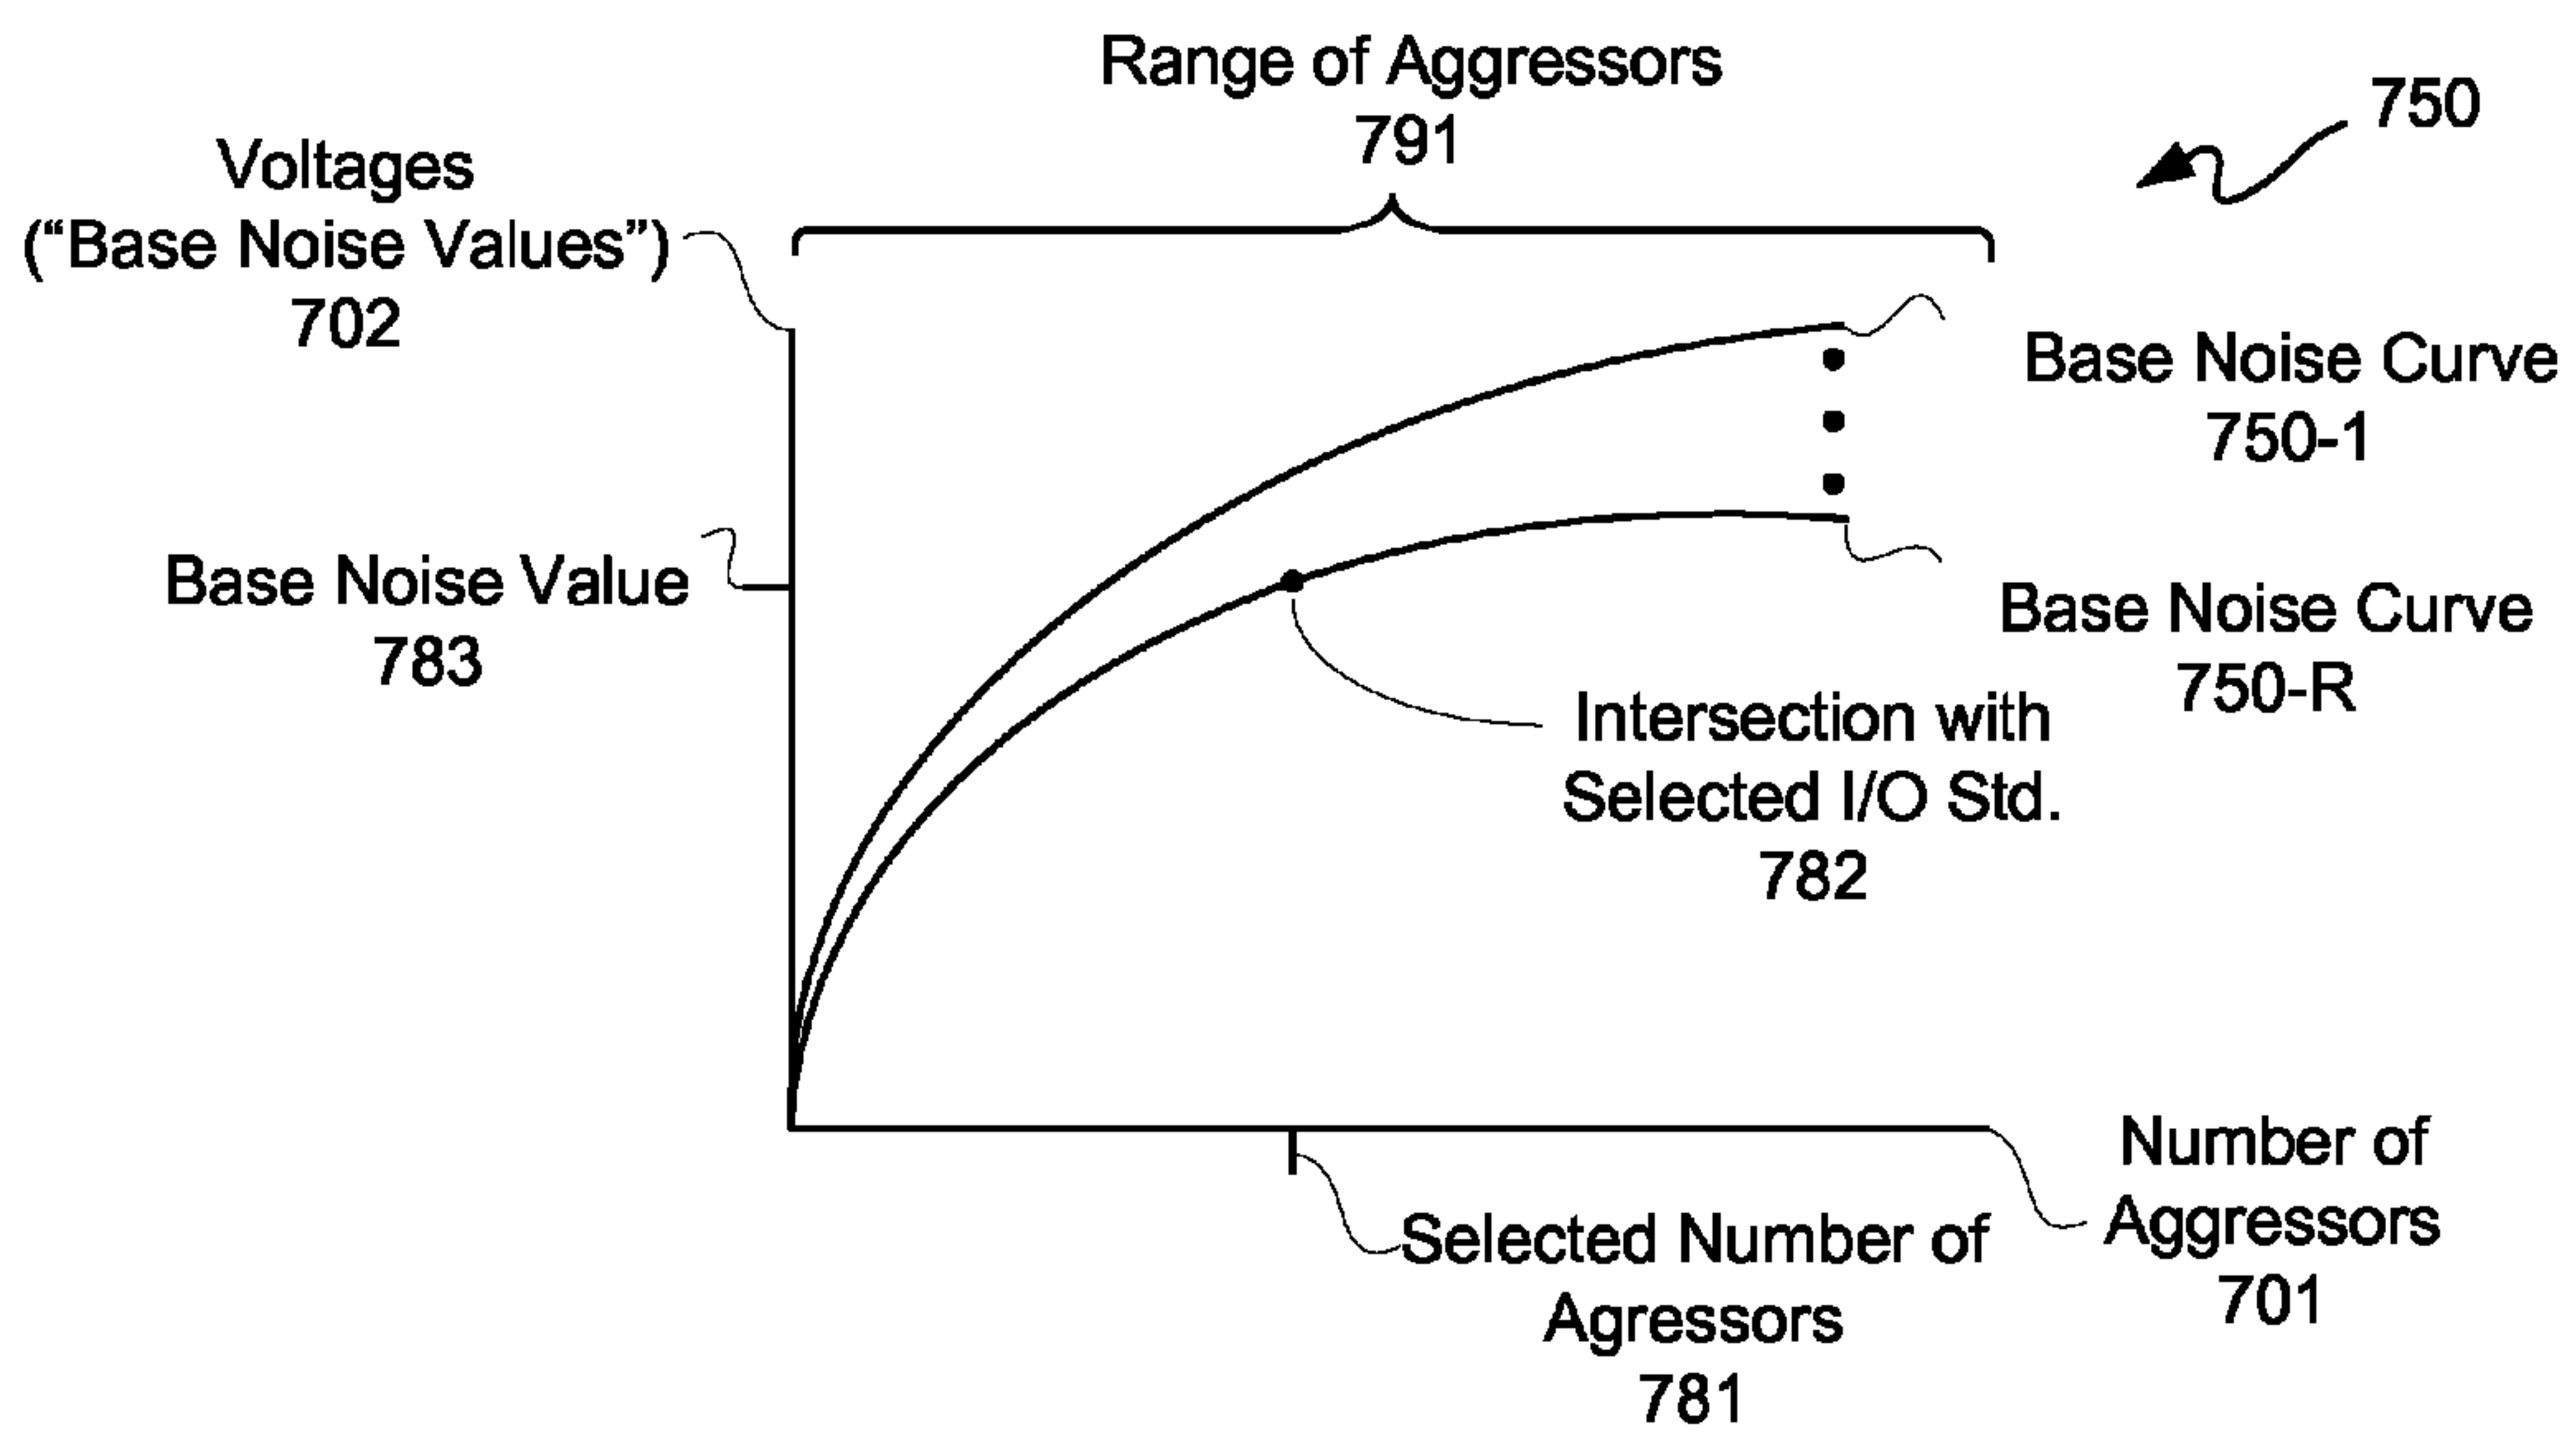 Range of Aggressors
791
750
Voltages
(“Base Noise Values”)
702
Base Noise Curve
750-1
Base Noise Value
783
Base Noise Curve
750-R
Intersection with
Selected I/O Std.
782
Number of
Aggressors
701
Selected Number of
Agressors
781